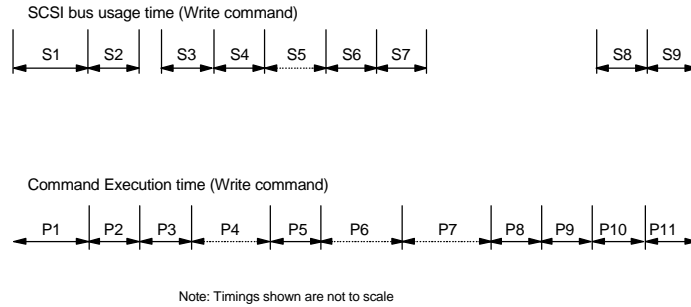 SCSI bus usage time (Write command)
S1 S2 S3 S4 S5 S6 S7 S8 S9
Command Execution time (Write command)
P1 P2 P3 P4 P5 P6 P7 P8 P9 P10 P11
Note: Timings shown are not to scale